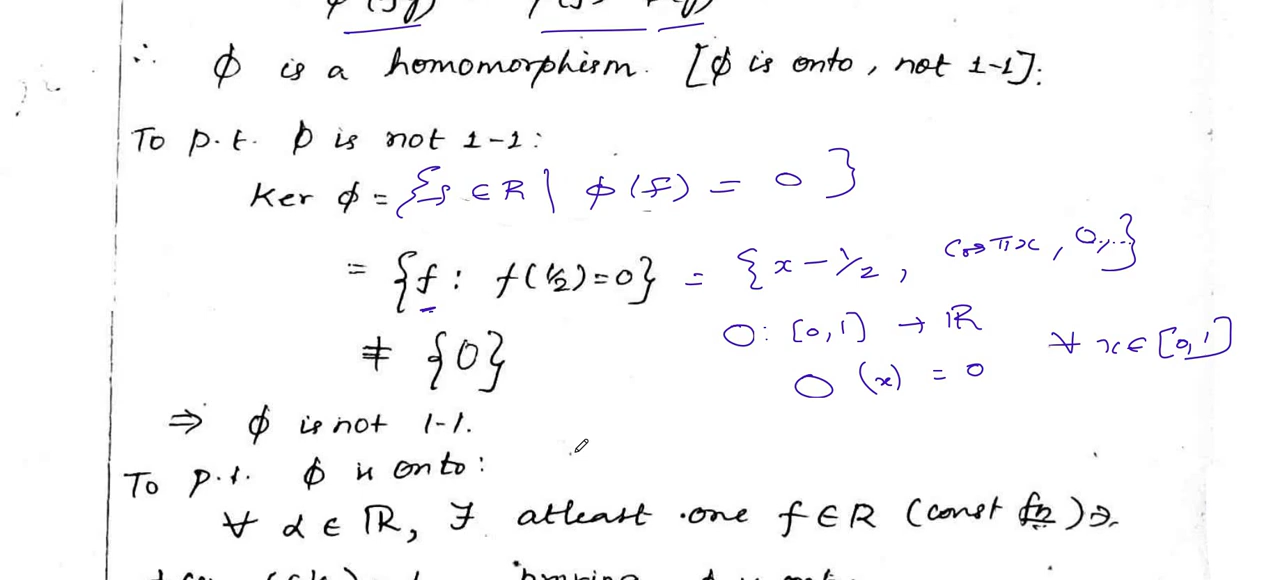 ∴ ϕ is a homomorphism. [ϕ is onto, not 1-1].
To p.t. ϕ is not 1-1:
Ker ϕ = {f ∈ R | ϕ(f) = 0}
= {f : f(1/2) = 0} = {x - 1/2, cos πx, 0, ...}
≠ {0}
0 : [0,1] → ℝ
0(x) = 0 ∀ x ∈ [0,1]
⇒ ϕ is not 1-1.
To p.t. ϕ is onto:
∀ α ∈ ℝ, ∃ atleast one f ∈ R (const fn) ∋.